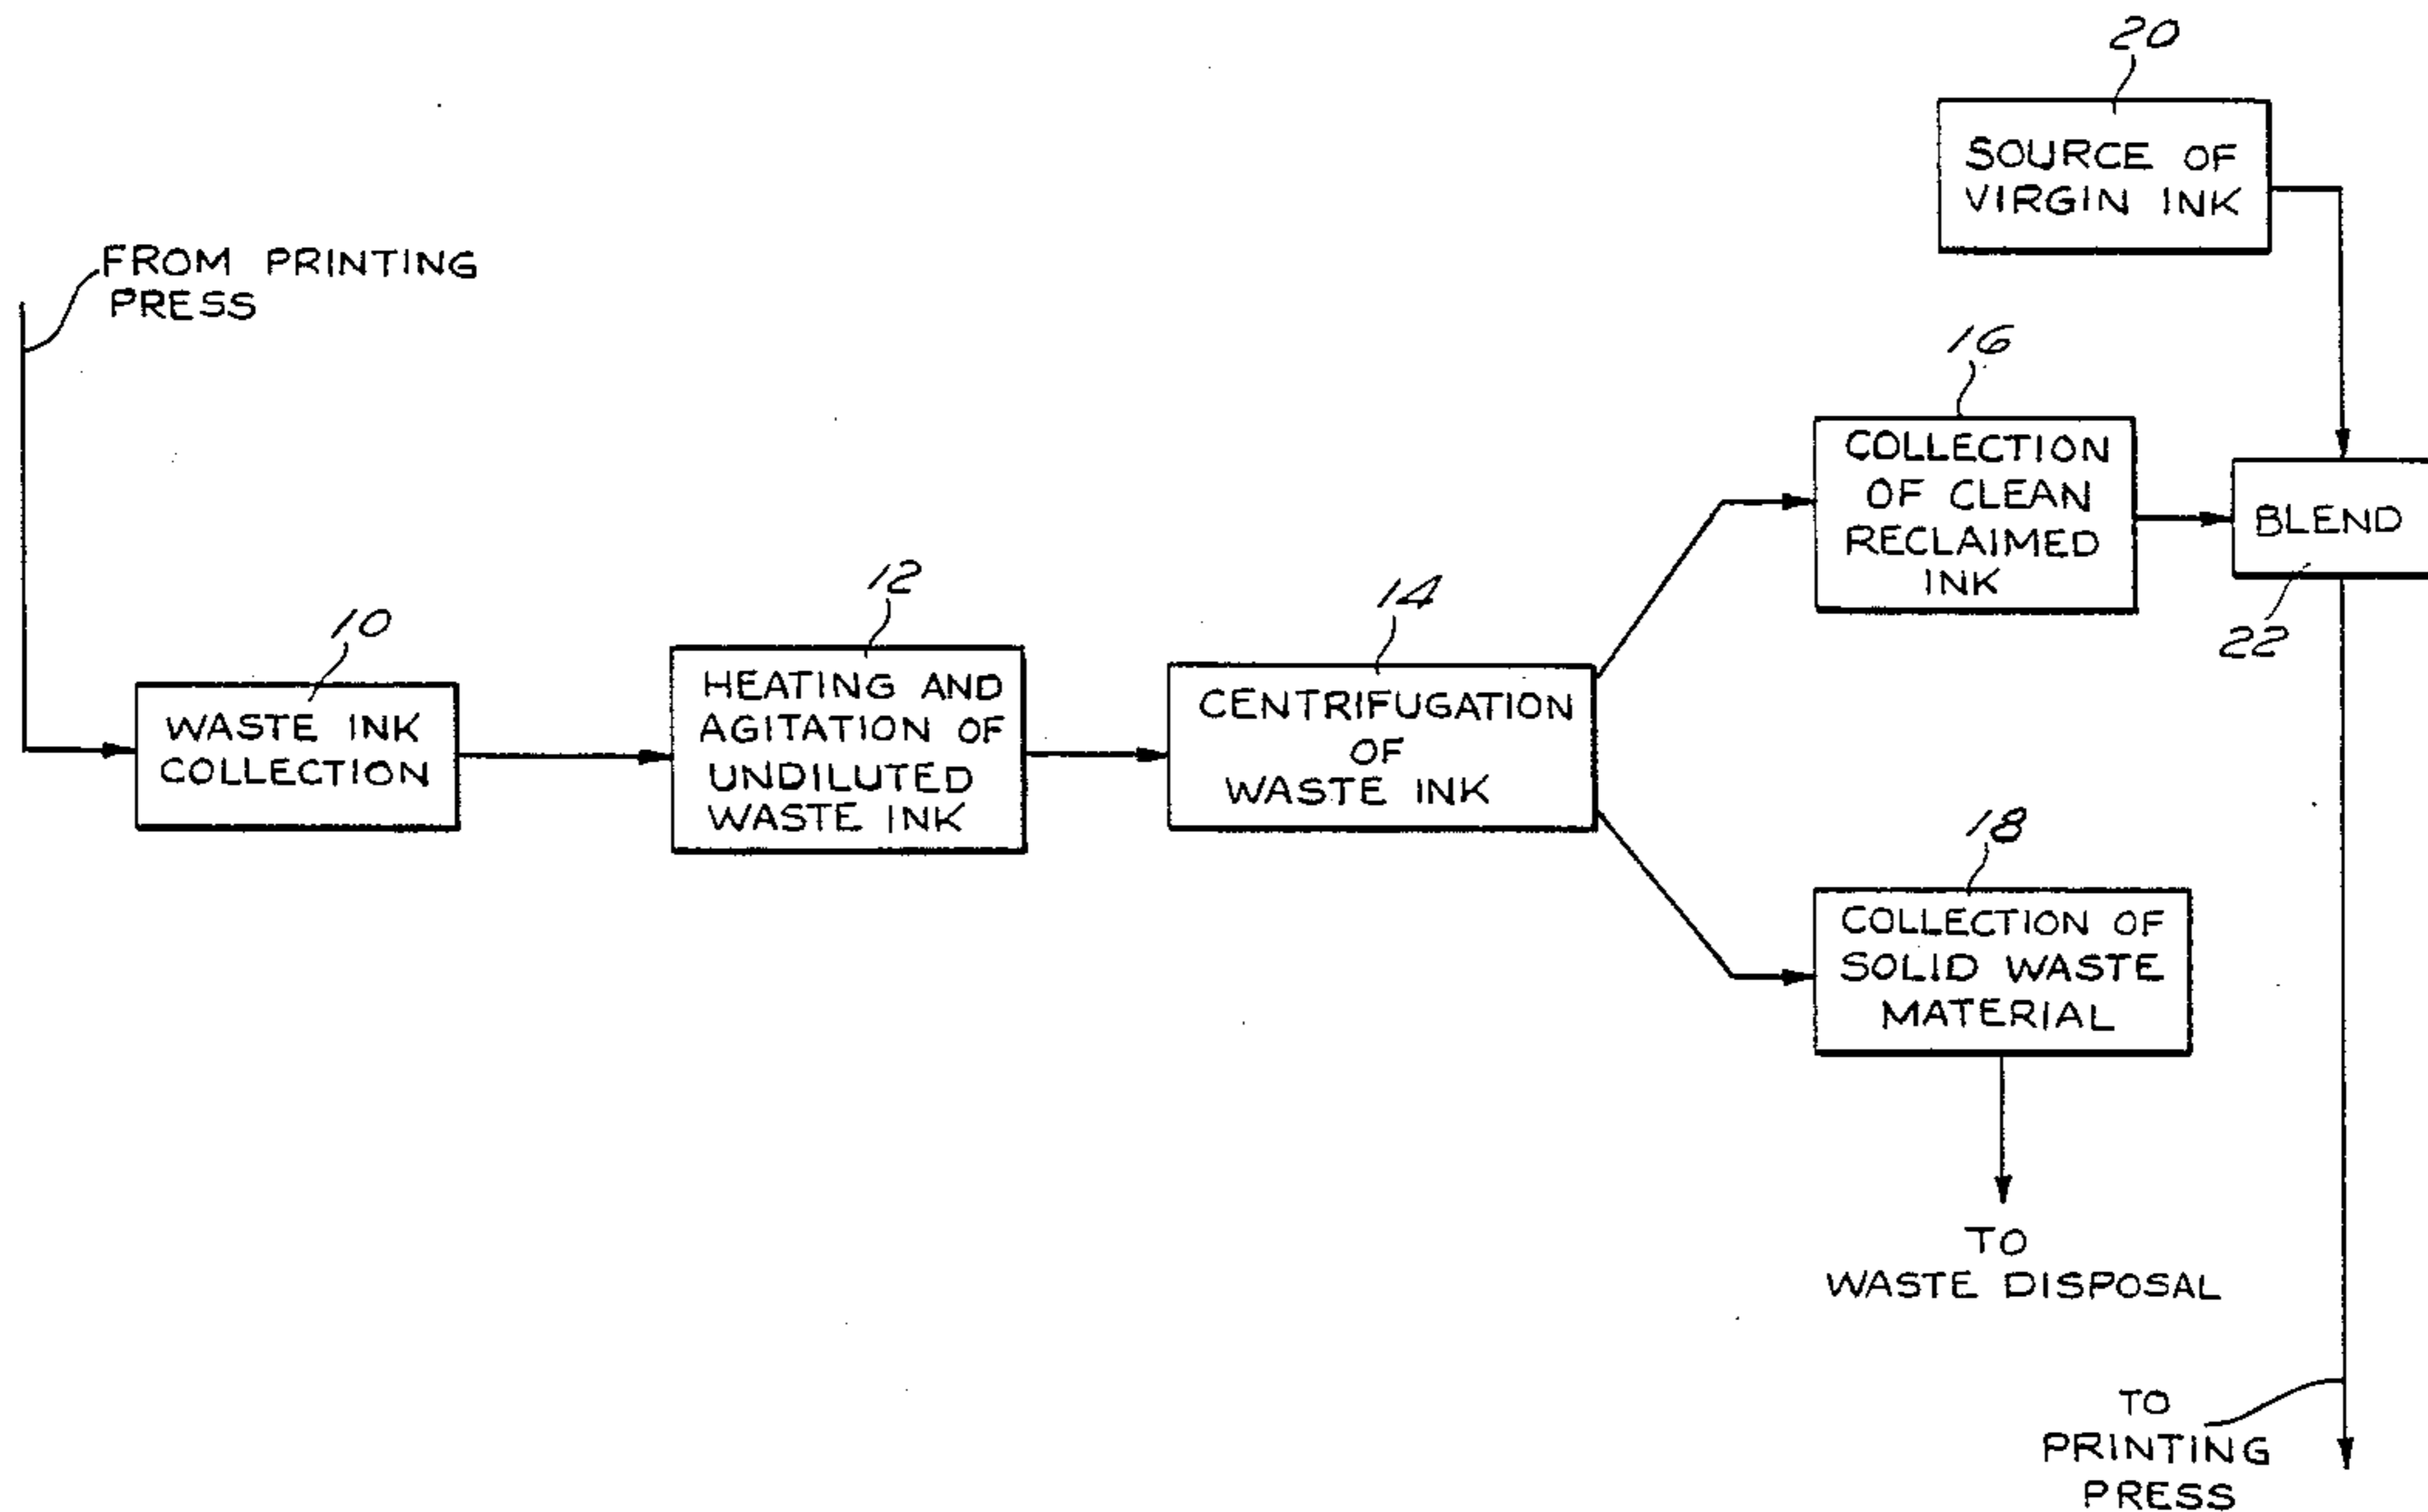 20
SOURCE OF
VIRGIN INK
FROM PRINTING
PRESS
16
COLLECTION
OF CLEAN
RECLAIMED
INK
BLEND
22
10
WASTE INK
COLLECTION
12
HEATING AND
AGITATION OF
UNDILUTED
WASTE INK
14
CENTRIFUGATION
OF
WASTE INK
18
COLLECTION OF
SOLID WASTE
MATERIAL
TO
WASTE DISPOSAL
TO
PRINTING
PRESS